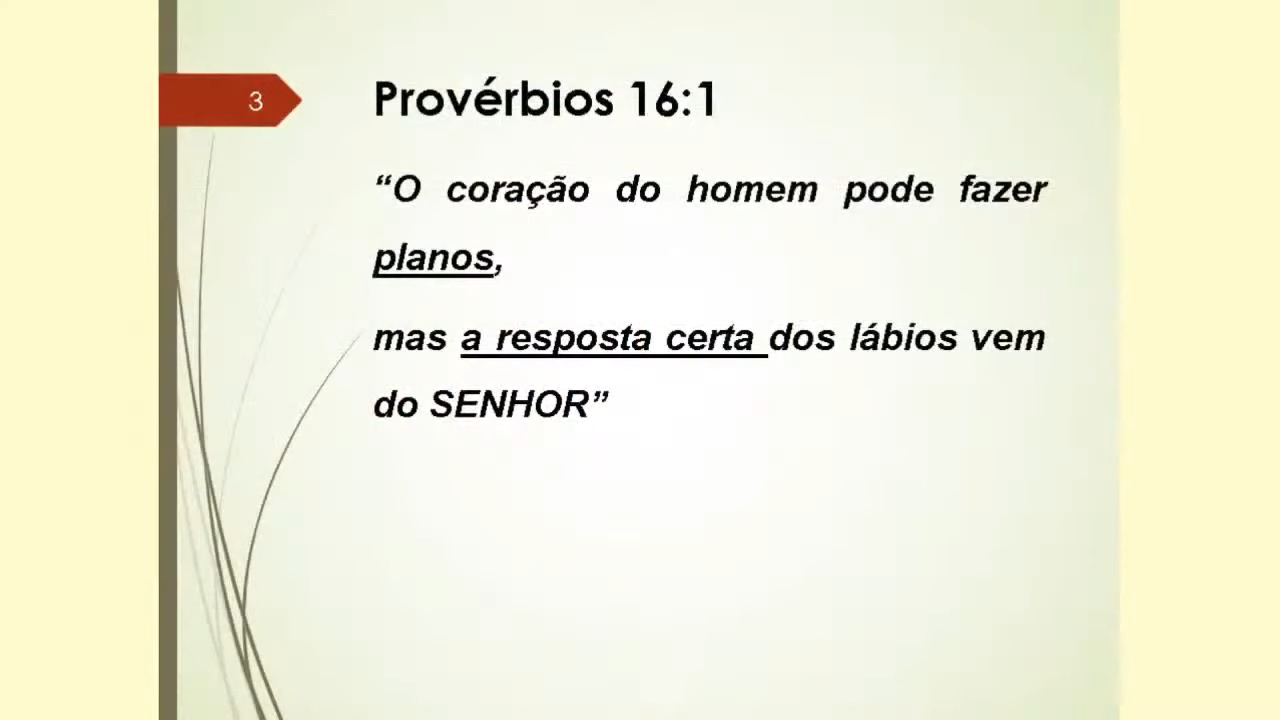 3
Provérbios 16:1
“O coração do homem pode fazer
planos,
mas a resposta certa dos lábios vem
do SENHOR”